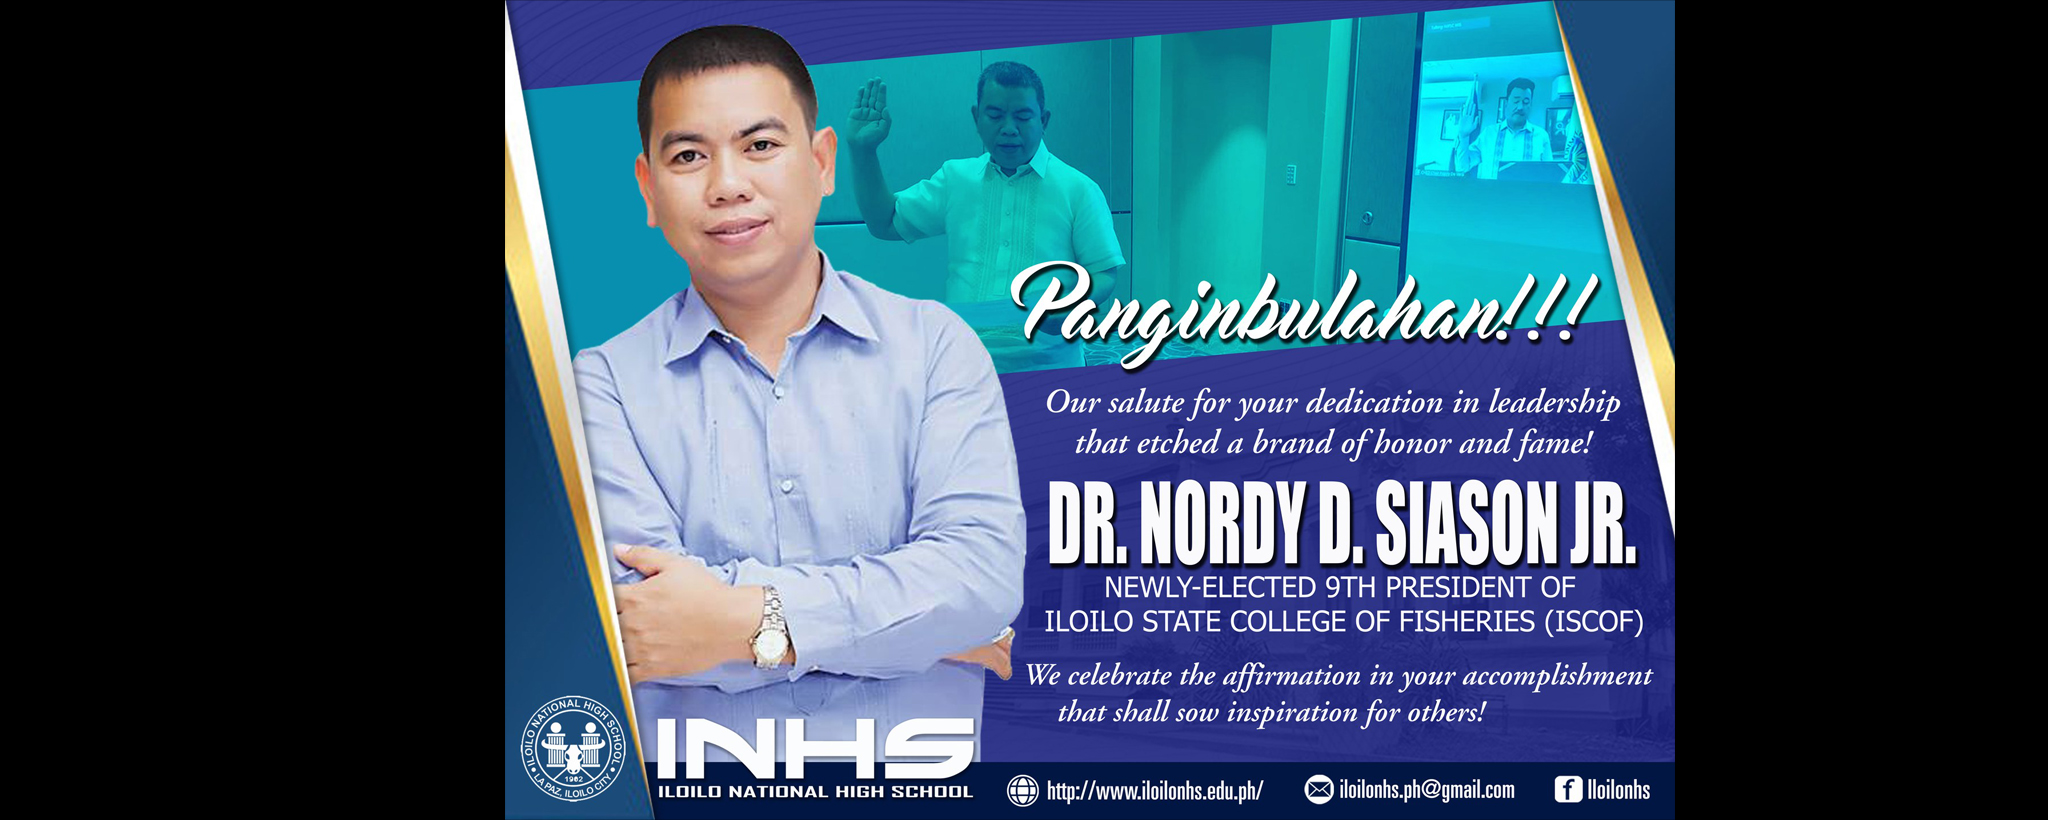 Panginbulahan!!!
Our salute for your dedication in leadership
that etched a brand of honor and fame!
DR. NORDY D. SIASON JR.
NEWLY-ELECTED 9TH PRESIDENT OF
ILOILO STATE COLLEGE OF FISHERIES (ISCOF)
We celebrate the affirmation in your accomplishment
that shall sow inspiration for others!
ILOILO NATIONAL HIGH SCHOOL
1902
LA PAZ, ILOILO CITY
INHS
ILOILO NATIONAL HIGH SCHOOL
http://www.iloilonhs.edu.ph/
iloilonhs.ph@gmail.com
Iloilonhs